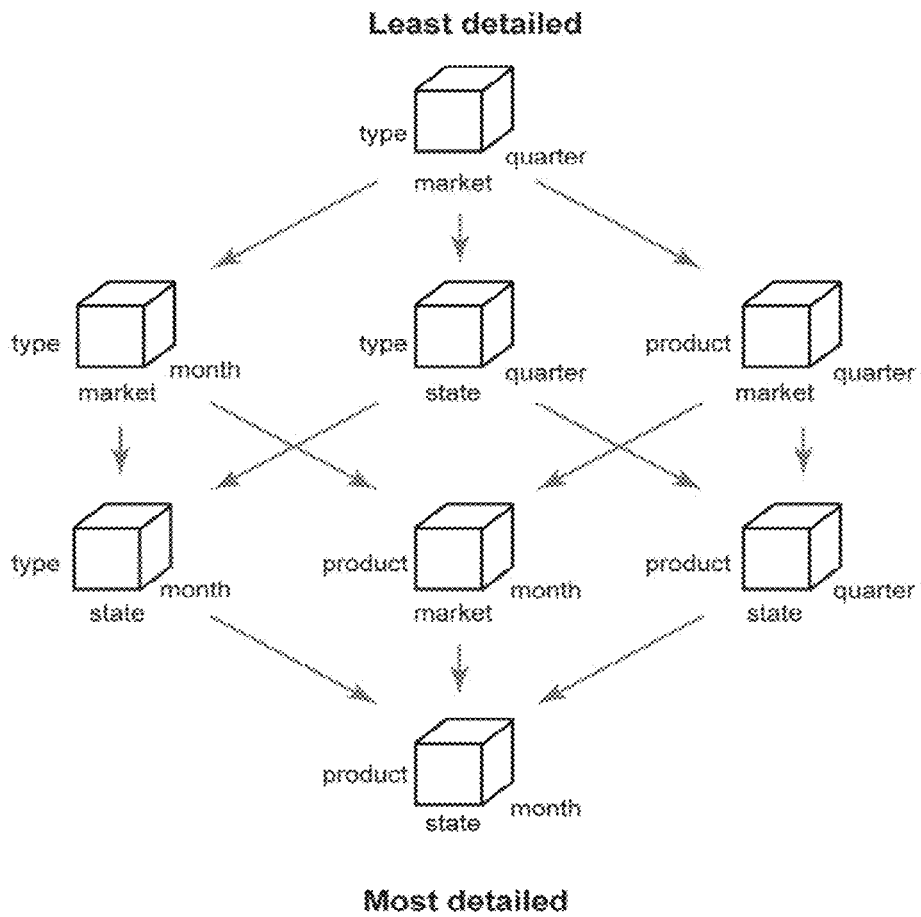 Least detailed
type
quarter
market
type
month
market
type
quarter
state
product
quarter
market
type
month
state
product
month
market
product
quarter
state
product
month
state
Most detailed